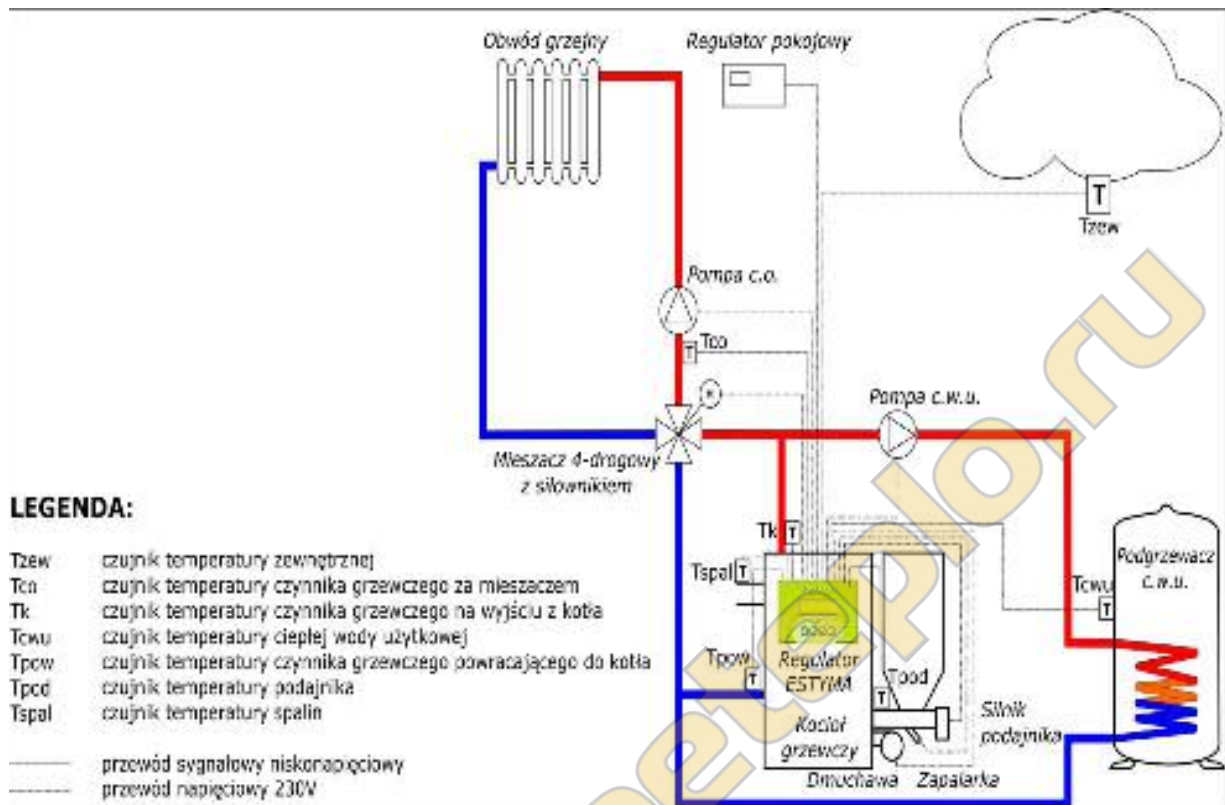 Obwód grzejny
Regulator pokojowy
T
Tzew
Pompa c.o.
T
Tco
Pompa c.w.u.
Mieszacz 4-drogowy
z siłownikiem
LEGENDA:
Tzew czujnik temperatury zewnętrznej
Tco czujnik temperatury czynnika grzewczego za mieszaczem
Tk czujnik temperatury czynnika grzewczego na wyjściu z kotła
Tcwu czujnik temperatury ciepłej wody użytkowej
Tpow czujnik temperatury czynnika grzewczego powracającego do kotła
Tpod czujnik temperatury podajnika
Tspal czujnik temperatury spalin
przewód sygnałowy niskonapięciowy
przewód napięciowy 230V
Tk T
Tspal T
Tpow
T
Regulator
ESTYMA
Tpod
T
Kocioł
grzewczy
Silnik
podajnika
Dmuchawa
Zapalarka
Podgrzewacz
c.w.u.
Tcwu
T
neteplo.ru